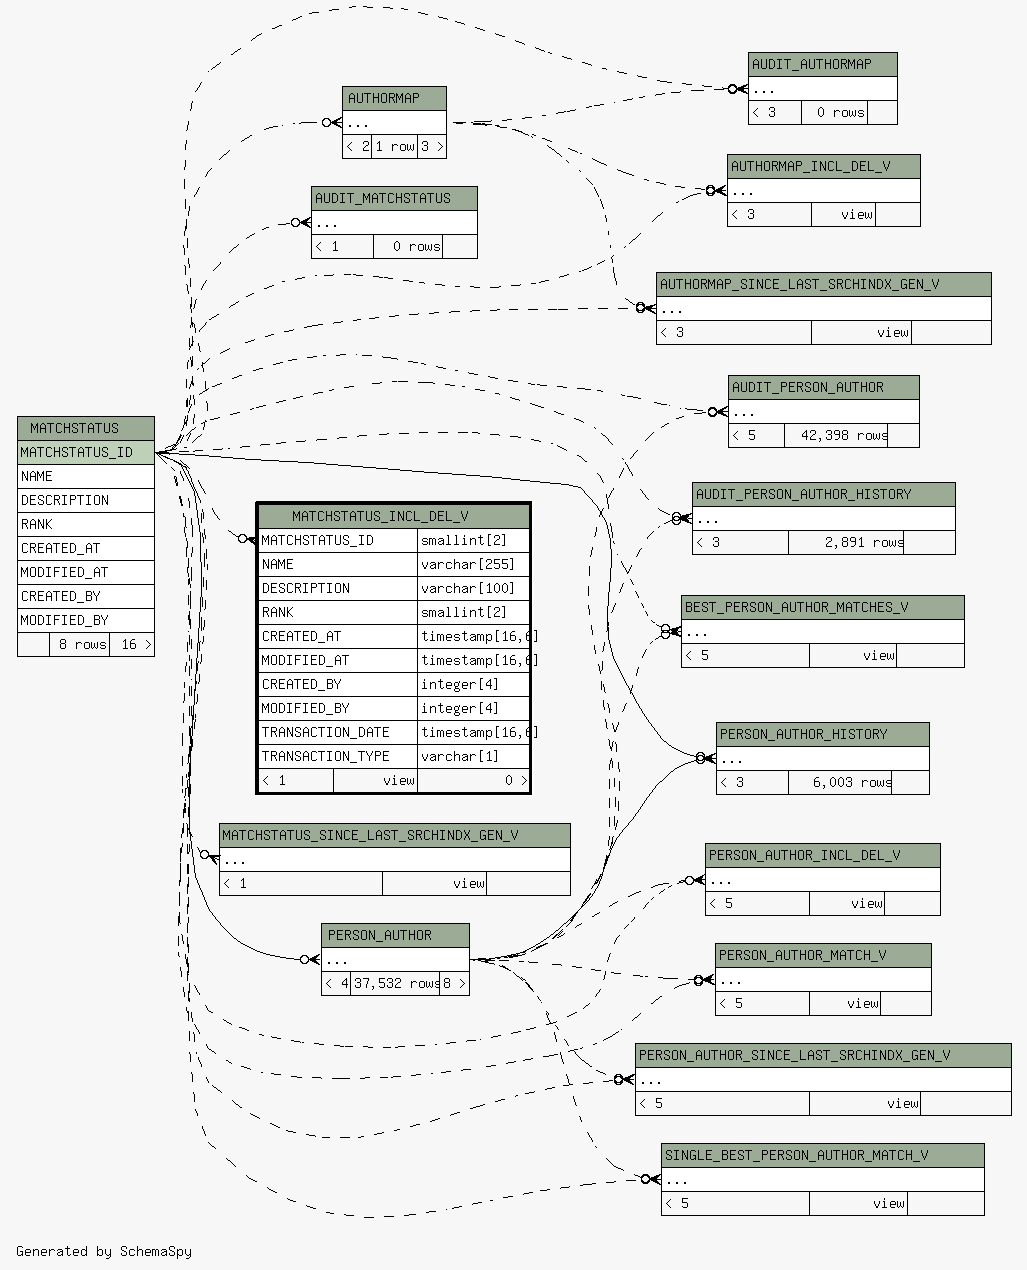 AUDIT_AUTHORMAP
...
< 3 0 rows
AUTHORMAP
...
< 2 1 row 3 >
AUTHORMAP_INCL_DEL_V
...
< 3 view
AUDIT_MATCHSTATUS
...
< 1 0 rows
AUTHORMAP_SINCE_LAST_SRCHINDX_GEN_V
...
< 3 view
AUDIT_PERSON_AUTHOR
...
< 5 42,398 rows
MATCHSTATUS
MATCHSTATUS_ID
NAME
DESCRIPTION
RANK
CREATED_AT
MODIFIED_AT
CREATED_BY
MODIFIED_BY
8 rows 16 >
AUDIT_PERSON_AUTHOR_HISTORY
...
< 3 2,891 rows
MATCHSTATUS_INCL_DEL_V
MATCHSTATUS_ID smallint[2]
NAME varchar[255]
DESCRIPTION varchar[100]
RANK smallint[2]
CREATED_AT timestamp[16,6]
MODIFIED_AT timestamp[16,6]
CREATED_BY integer[4]
MODIFIED_BY integer[4]
TRANSACTION_DATE timestamp[16,6]
TRANSACTION_TYPE varchar[1]
< 1 view 0 >
BEST_PERSON_AUTHOR_MATCHES_V
...
< 5 view
PERSON_AUTHOR_HISTORY
...
< 3 6,003 rows
MATCHSTATUS_SINCE_LAST_SRCHINDX_GEN_V
...
< 1 view
PERSON_AUTHOR_INCL_DEL_V
...
< 5 view
PERSON_AUTHOR
...
< 4 37,532 rows 8 >
PERSON_AUTHOR_MATCH_V
...
< 5 view
PERSON_AUTHOR_SINCE_LAST_SRCHINDX_GEN_V
...
< 5 view
SINGLE_BEST_PERSON_AUTHOR_MATCH_V
...
< 5 view
Generated by SchemaSpy